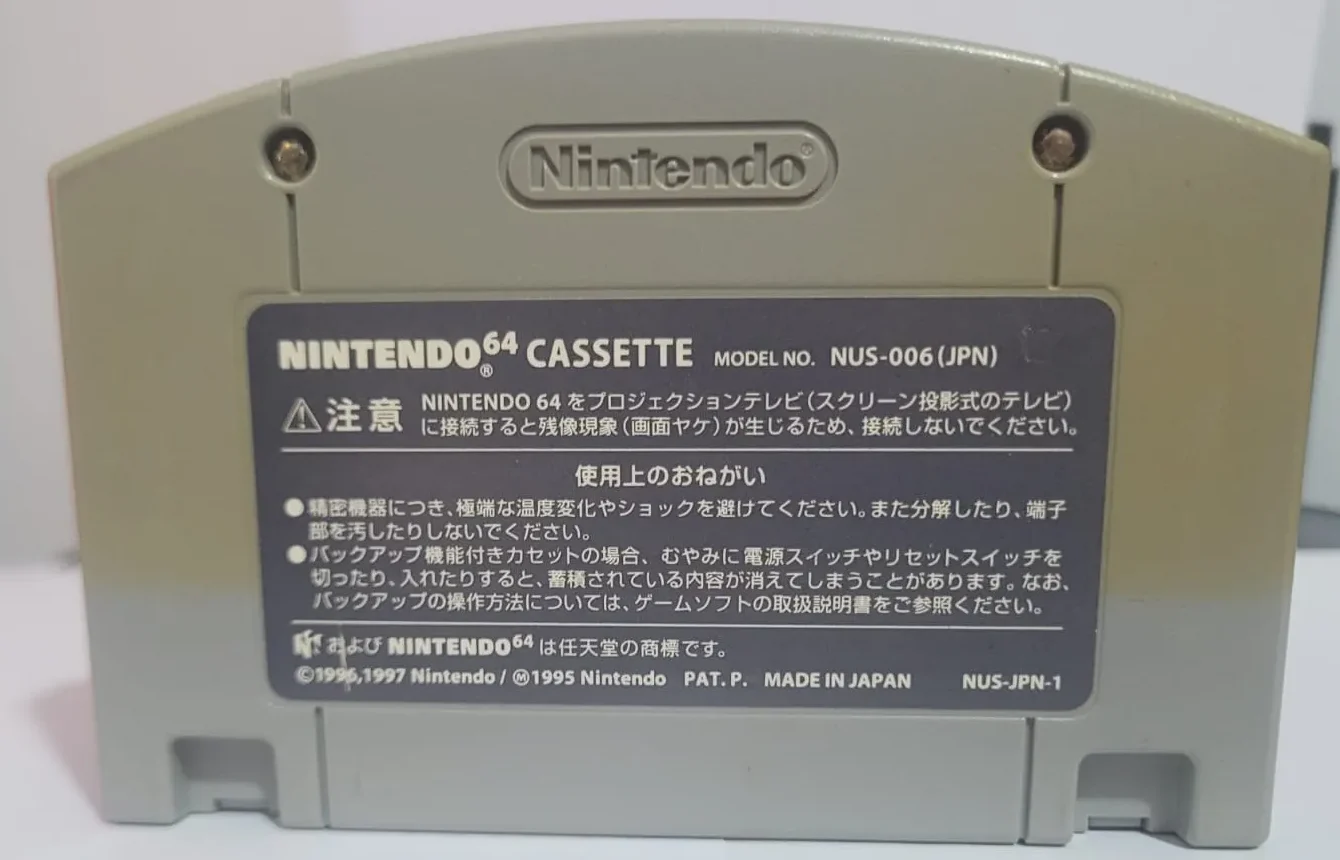 Nintendo®
NINTENDO64® CASSETTE MODEL NO. NUS-006(JPN)
⚠注意 NINTENDO 64 をプロジェクションテレビ(スクリーン投影式のテレビ)
に接続すると残像現象(画面ヤケ)が生じるため、接続しないでください。
使用上のおねがい
●精密機器につき、極端な温度変化やショックを避けてください。また分解したり、端子
部を汚したりしないでください。
●バックアップ機能付きカセットの場合、むやみに電源スイッチやリセットスイッチを
切ったり、入れたりすると、蓄積されている内容が消えてしまうことがあります。なお、
バックアップの操作方法については、ゲームソフトの取扱説明書をご参照ください。
および NINTENDO64 は任天堂の商標です。
©1996,1997 Nintendo / Ⓜ1995 Nintendo PAT. P. MADE IN JAPAN NUS-JPN-1